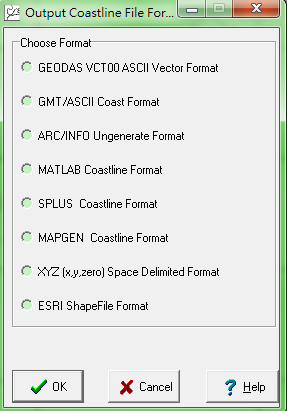 Output Coastline File For...
Choose Format
GEODAS VCT00 ASCII Vector Format
GMT/ASCII Coast Format
ARC/INFO Ungenerate Format
MATLAB Coastline Format
SPLUS  Coastline Format
MAPGEN  Coastline Format
XYZ (x,y,zero) Space Delimited Format
ESRI ShapeFile Format
OK Cancel Help